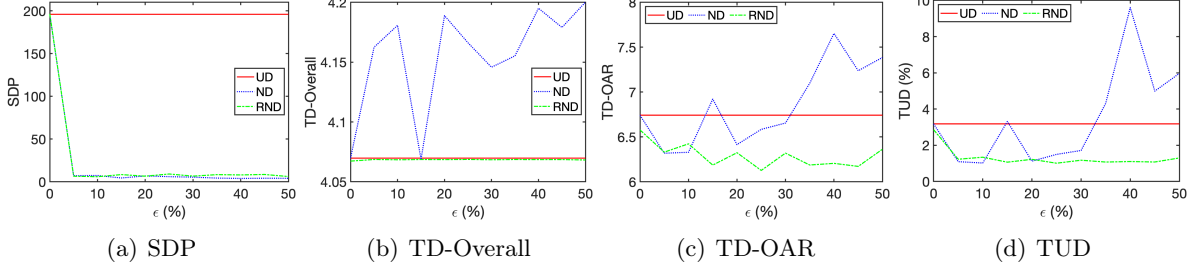 200
150
100
50
0
SDP
UD
ND
RND
0 10 20 30 40 50
ϵ (%)
(a) SDP
4.2
4.15
4.1
4.05
TD-Overall
UD
ND
RND
0 10 20 30 40 50
ϵ (%)
(b) TD-Overall
8
7.5
7
6.5
6
TD-OAR
UD ND RND
0 10 20 30 40 50
ϵ (%)
(c) TD-OAR
10
8
6
4
2
0
TUD (%)
UD ND RND
0 10 20 30 40 50
ϵ (%)
(d) TUD